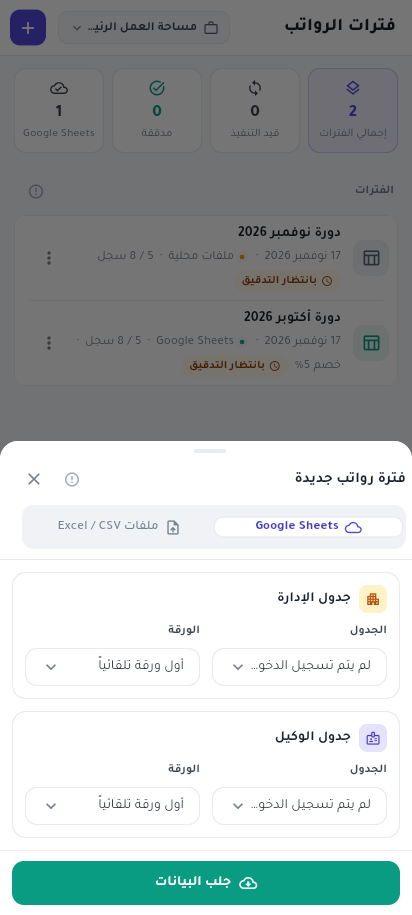 فترات الرواتب
مساحة العمل الرئيـ...
2
إجمالي الفترات
0
قيد التنفيذ
0
مدققة
1
Google Sheets
الفترات
دورة نوفمبر 2026
17 نوفمبر 2026 · ملفات محلية · 5 / 8 سجل
بانتظار التدقيق
دورة أكتوبر 2026
17 نوفمبر 2026 · Google Sheets · 5 / 8 سجل ·
خصم 5% بانتظار التدقيق
فترة رواتب جديدة
Google Sheets
ملفات Excel / CSV
جدول الإدارة
الجدول
الورقة
لم يتم تسجيل الدخو...
أول ورقة تلقائياً
جدول الوكيل
الجدول
الورقة
لم يتم تسجيل الدخو...
أول ورقة تلقائياً
جلب البيانات